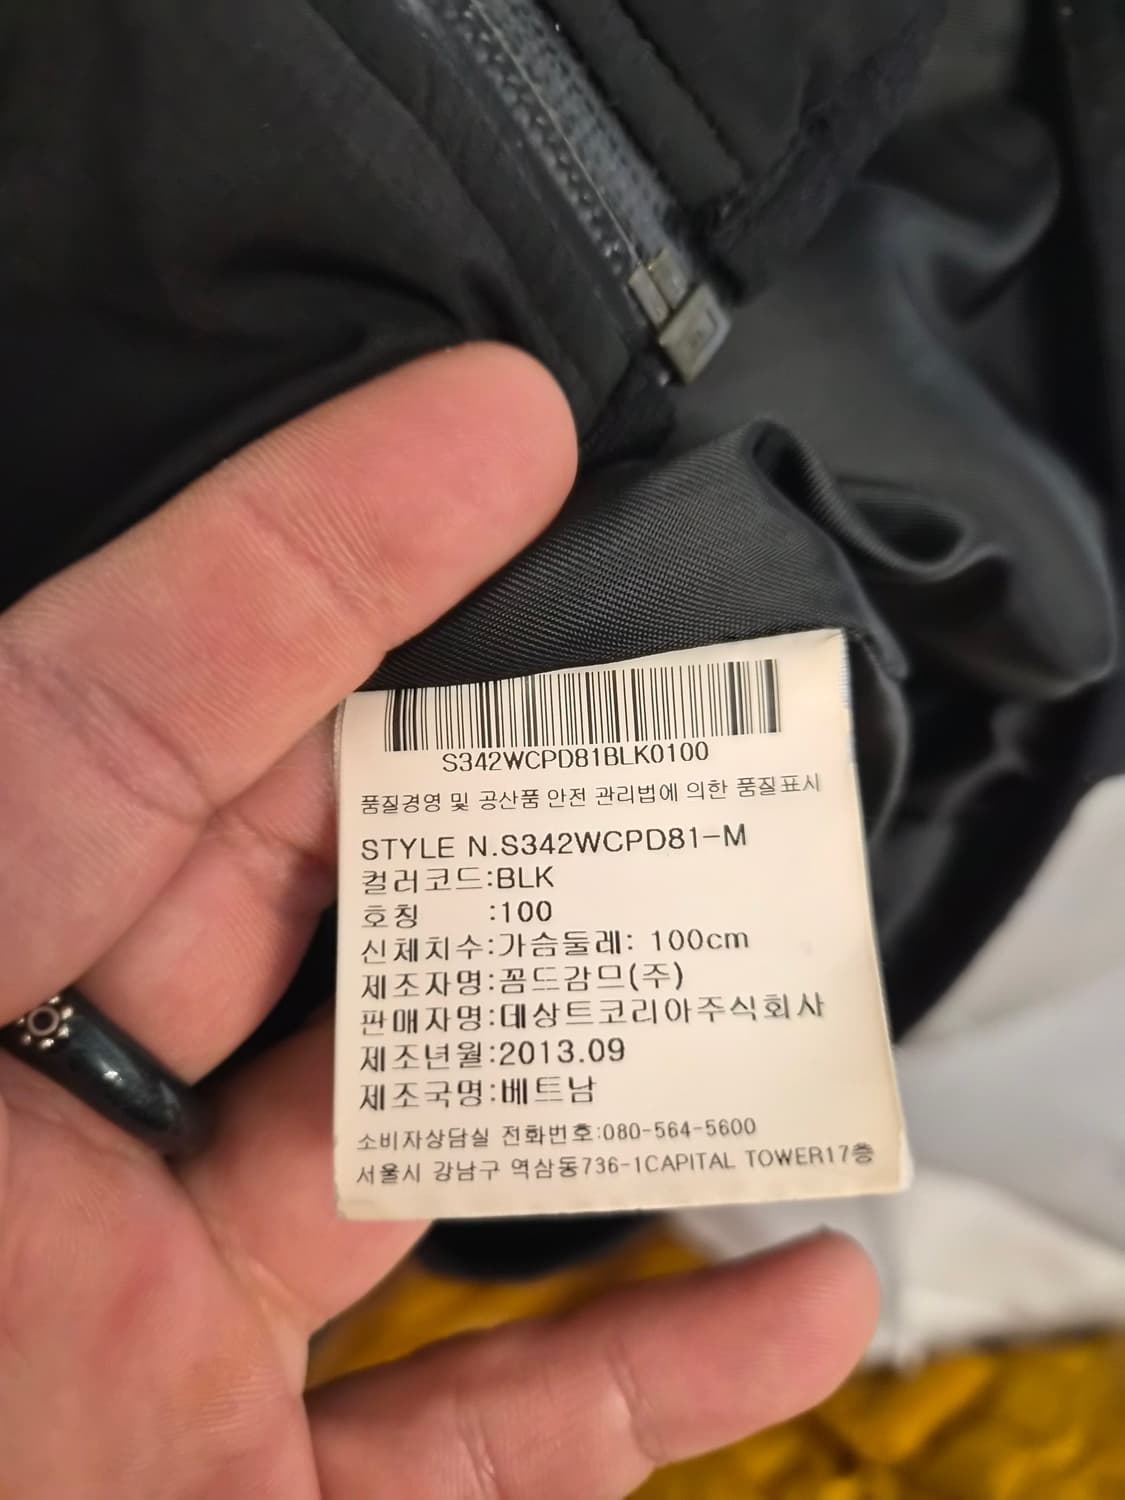 S342WCPD81BLK0100
품질경영 및 공산품 안전 관리법에 의한 품질표시
STYLE N.S342WCPD81-M
컬러코드:BLK
호칭 :100
신체치수:가슴둘레: 100cm
제조자명:꼼드감므(주)
판매자명:데상트코리아주식회사
제조년월:2013.09
제조국명:베트남
소비자상담실 전화번호:080-564-5600
서울시 강남구 역삼동736-1CAPITAL TOWER17층